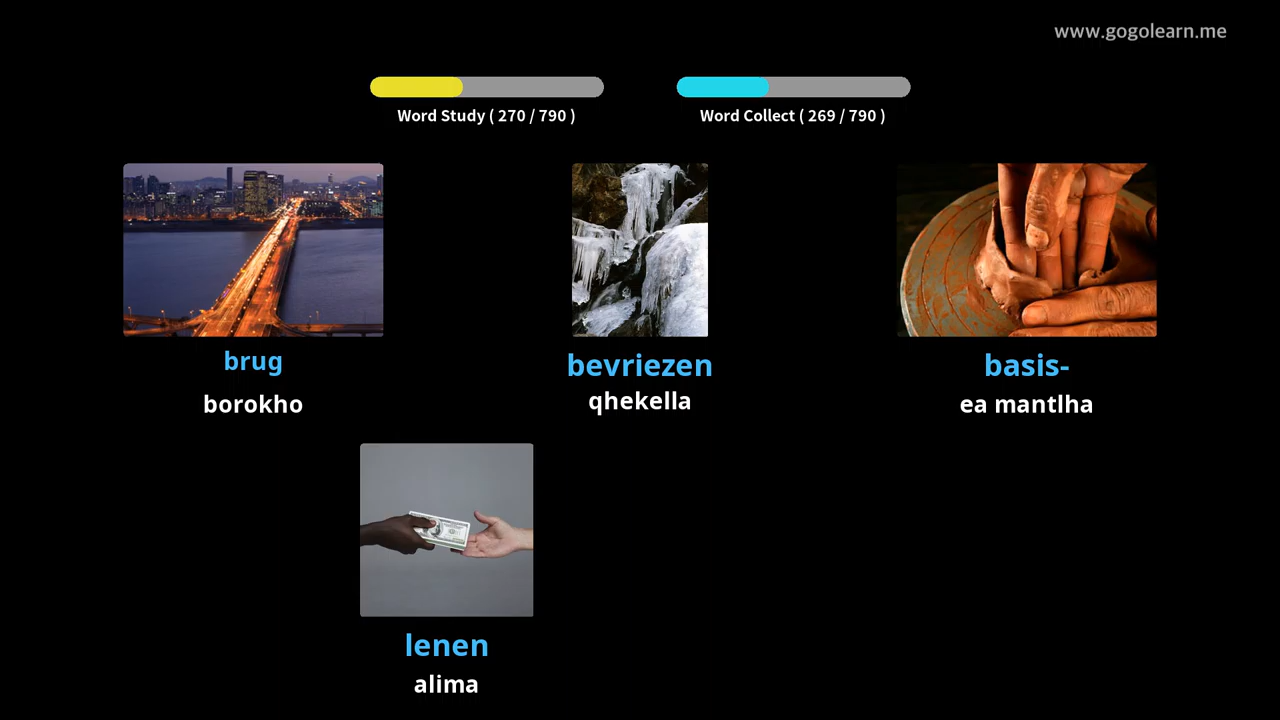 www.gogolearn.me
Word Study ( 270 / 790 )
Word Collect ( 269 / 790 )
brug
borokho
bevriezen
qhekella
basis-
ea mantlha
lenen
alima